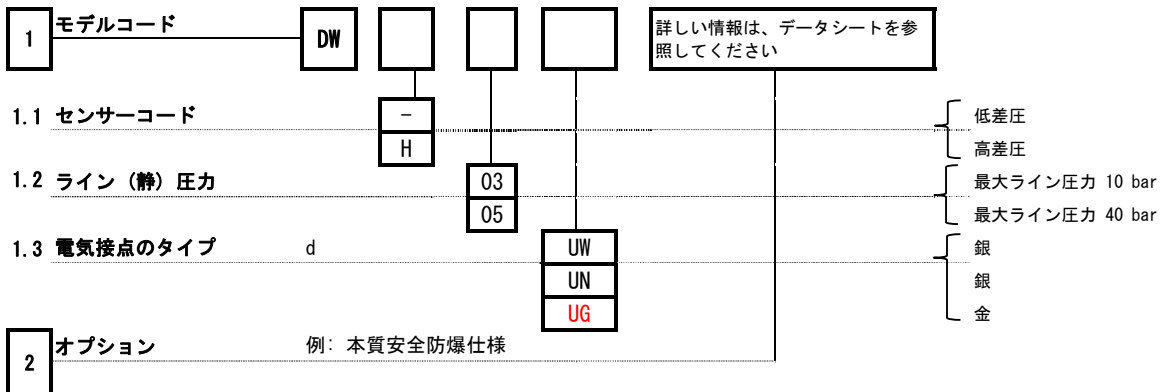 1 モデルコード DW 詳しい情報は、データシートを参
照してください
1.1 センサーコード - 低差圧
H 高差圧
1.2 ライン（静）圧力 03 最大ライン圧力 10 bar
05 最大ライン圧力 40 bar
1.3 電気接点のタイプ d UW 銀
UN 銀
UG 金
2 オプション 例: 本質安全防爆仕様